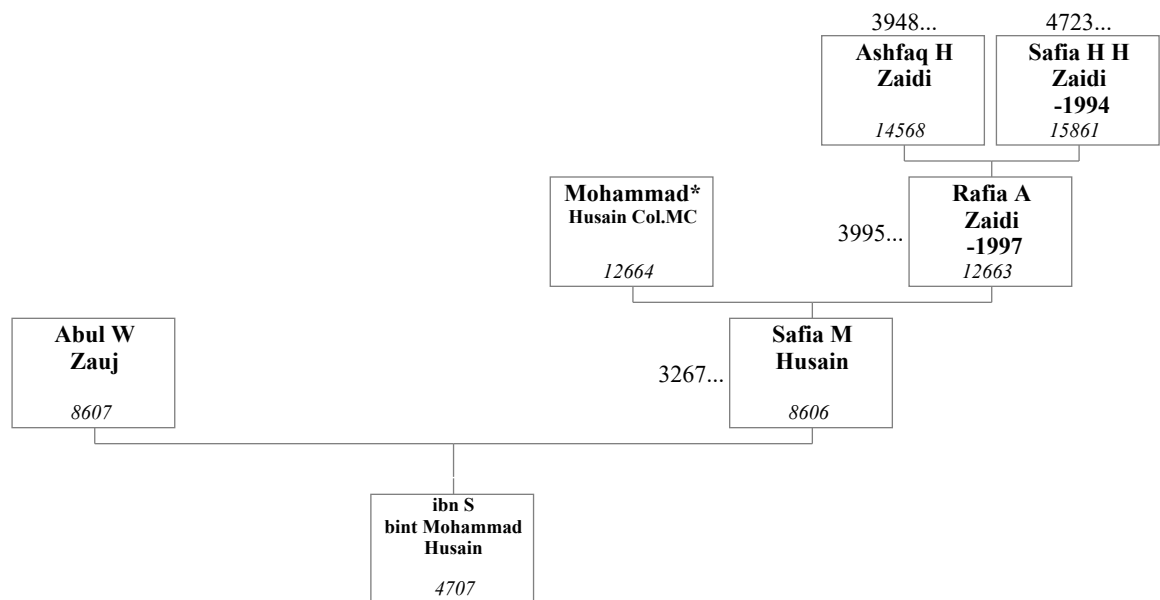 3948...
4723...
Ashfaq H
Zaidi
14568
Safia H H
Zaidi
-1994
15861
Mohammad*
Husain Col.MC
12664
3995...
Rafia A
Zaidi
-1997
12663
Abul W
Zauj
8607
3267...
Safia M
Husain
8606
ibn S
bint Mohammad
Husain
4707